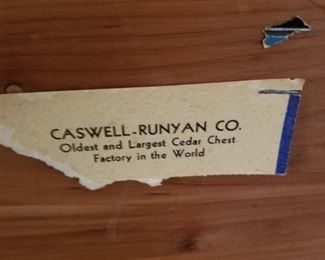 CASWELL-RUNYAN CO.
Oldest and Largest Cedar Chest
Factory in the World